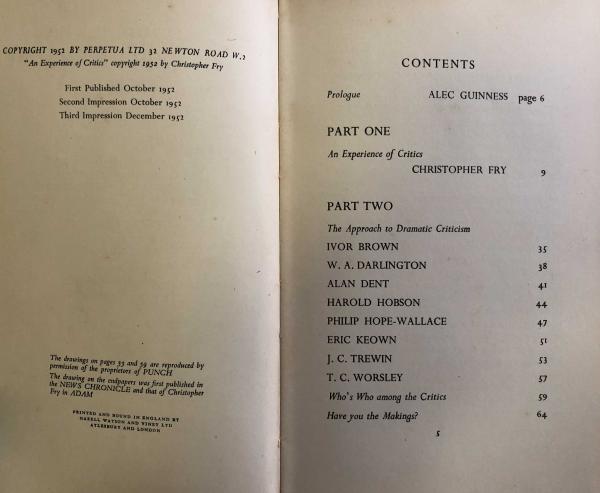 COPYRIGHT 1952 BY PERPETUA LTD 32 NEWTON ROAD W.2
"An Experience of Critics" copyright 1952 by Christopher Fry
First Published October 1952
Second Impression October 1952
Third Impression December 1952
The drawings on pages 35 and 59 are reproduced by
permission of the proprietors of PUNCH
The drawing on the endpapers was first published in
the NEWS CHRONICLE and that of Christopher
Fry in ADAM
PRINTED AND BOUND IN ENGLAND BY
HAZELL WATSON AND VINEY LTD
AYLESBURY AND LONDON
CONTENTS
Prologue ALEC GUINNESS page 6
PART ONE
An Experience of Critics
CHRISTOPHER FRY 9
PART TWO
The Approach to Dramatic Criticism
IVOR BROWN 35
W. A. DARLINGTON 38
ALAN DENT 41
HAROLD HOBSON 44
PHILIP HOPE-WALLACE 47
ERIC KEOWN 51
J. C. TREWIN 53
T. C. WORSLEY 57
Who's Who among the Critics 59
Have you the Makings? 64
5